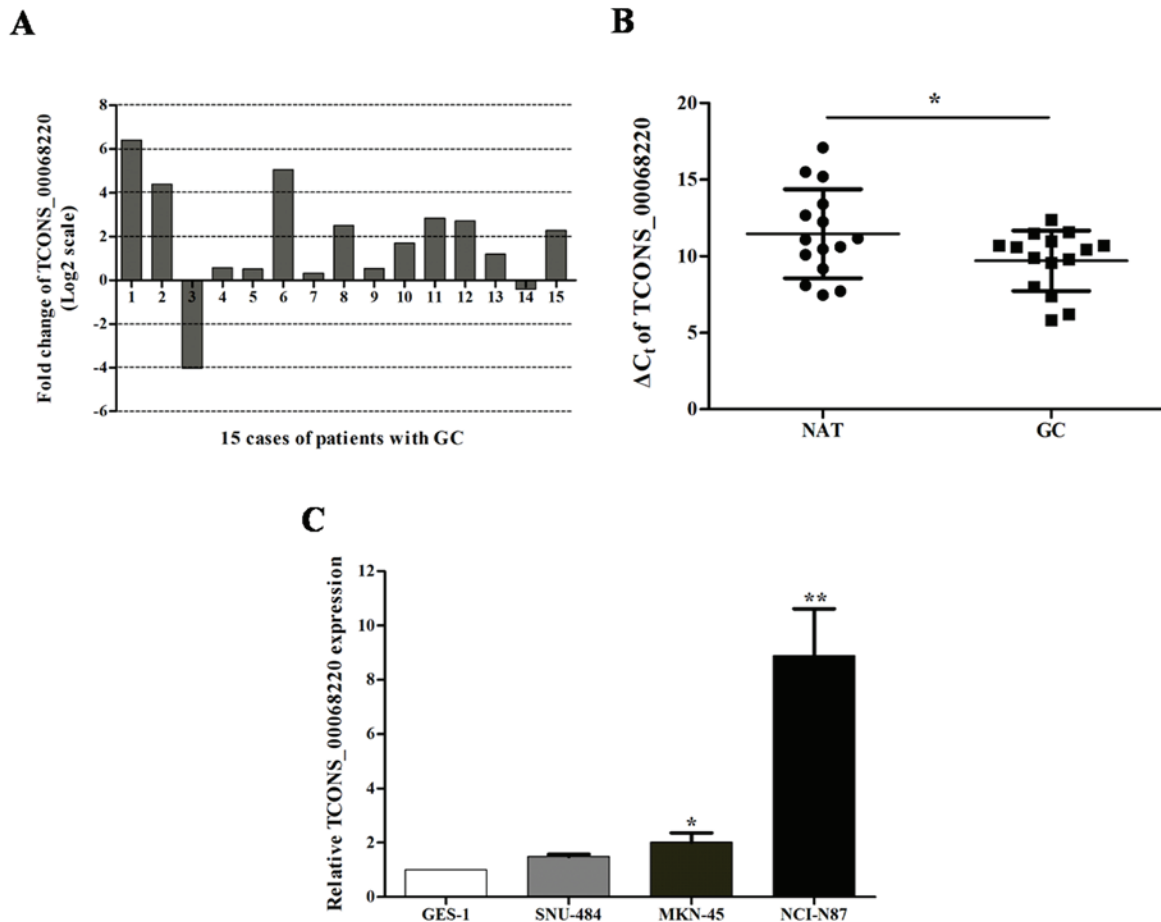 A
Fold change of TCONS_00068220
(Log2 scale)
8
6
4
2
0
-2
-4
-6
1 2 3 4 5 6 7 8 9 10 11 12 13 14 15
15 cases of patients with GC
B
ΔCt of TCONS_00068220
20
15
10
5
0
*
NAT GC
C
Relative TCONS_00068220 expression
12
10
8
6
4
2
0
*
**
GES-1 SNU-484 MKN-45 NCI-N87